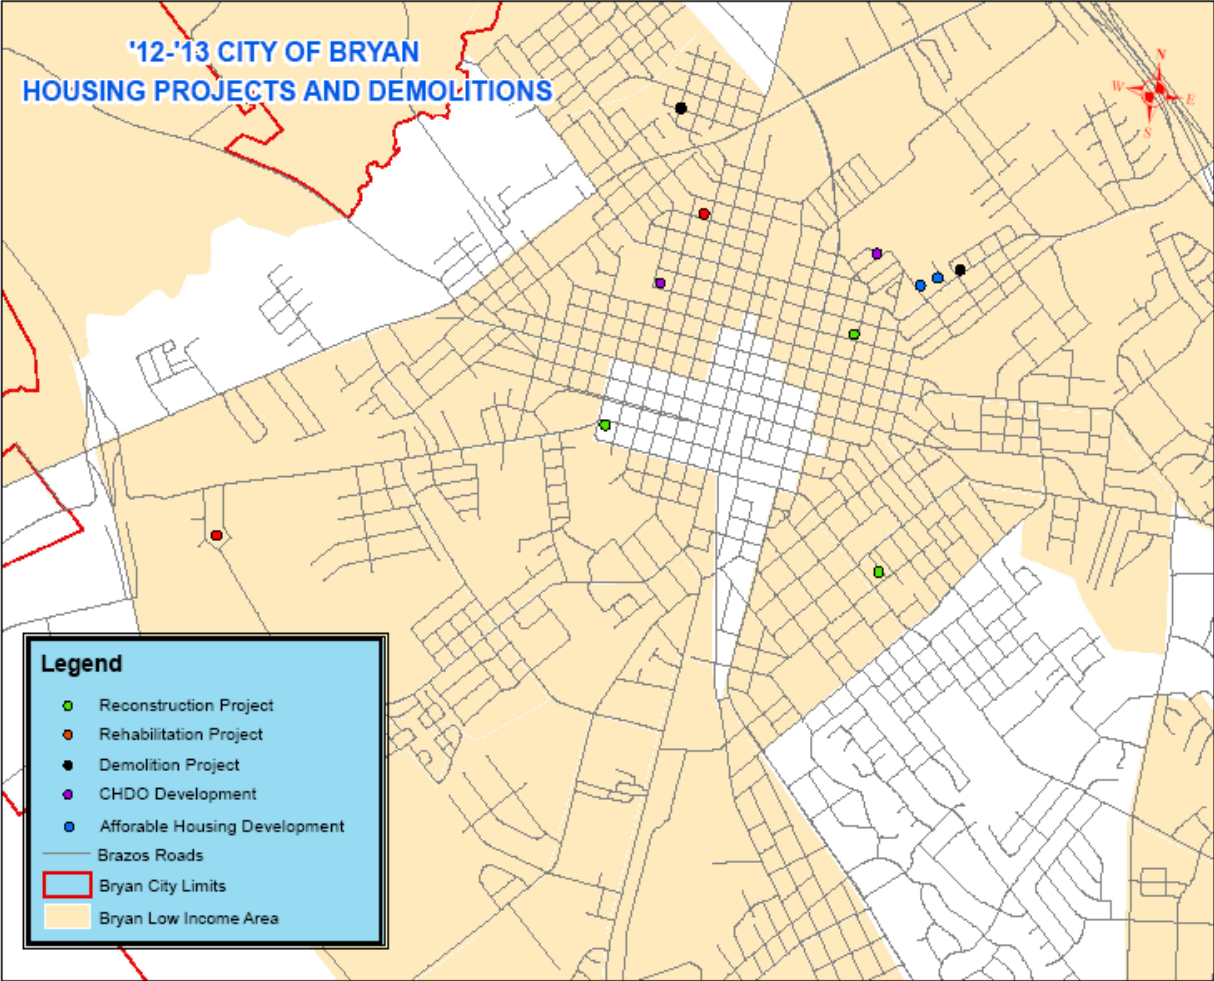 '12-'13 CITY OF BRYAN
HOUSING PROJECTS AND DEMOLITIONS
N
W
E
S
Legend
Reconstruction Project
Rehabilitation Project
Demolition Project
CHDO Development
Afforable Housing Development
Brazos Roads
Bryan City Limits
Bryan Low Income Area